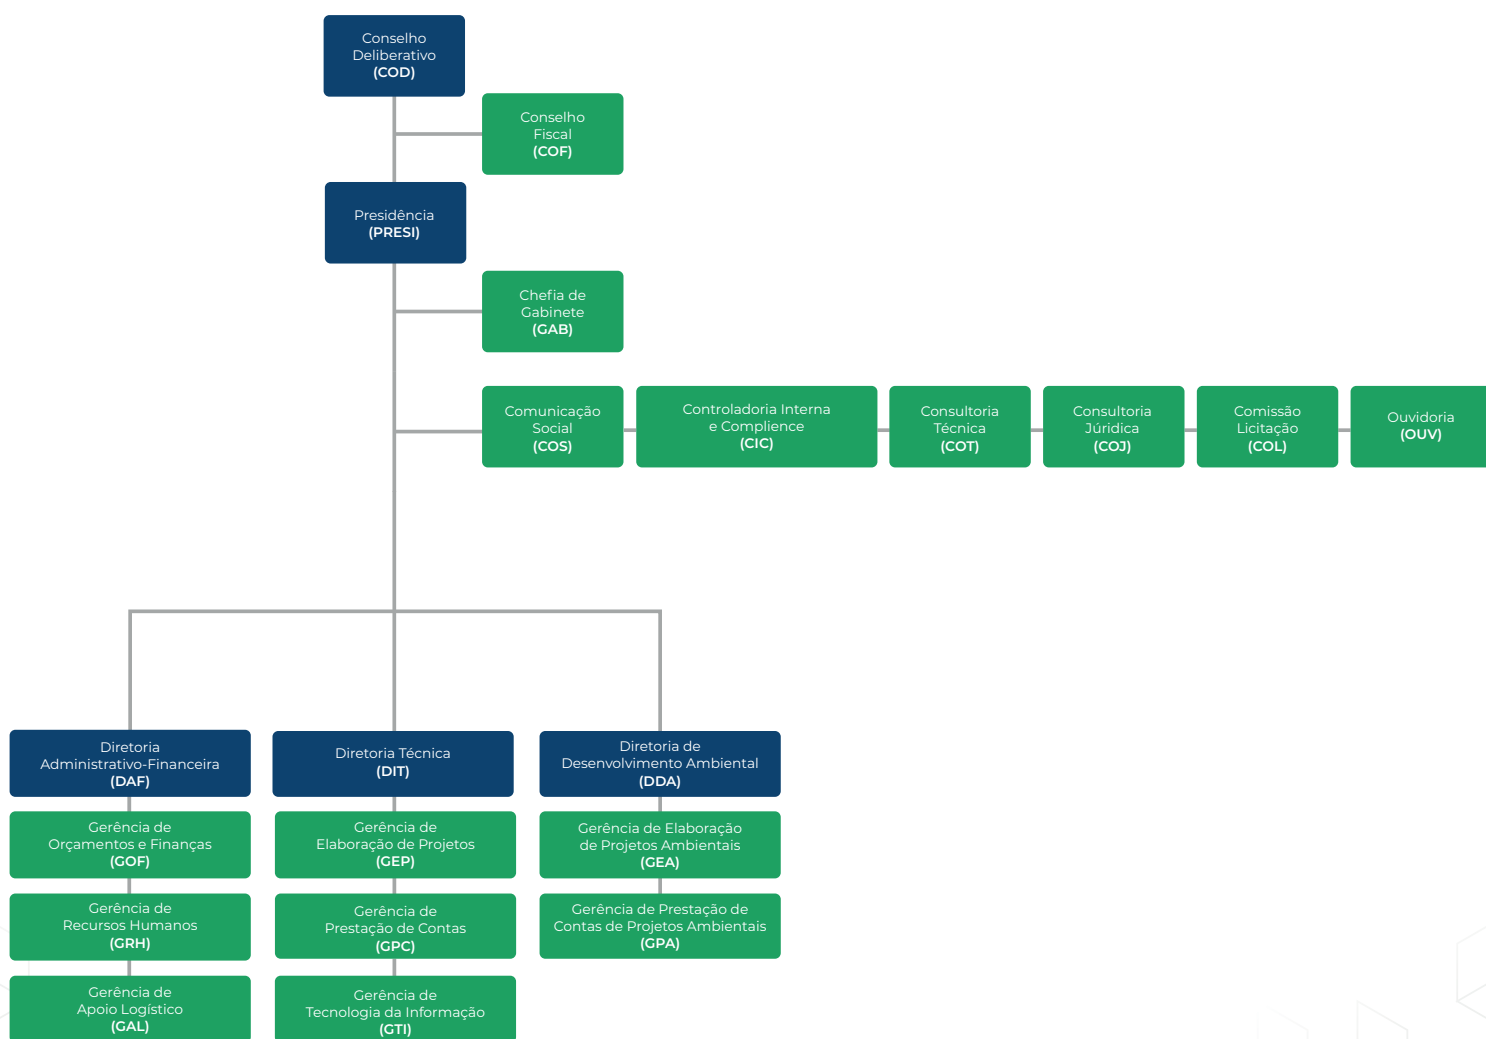 Conselho
Deliberativo
(COD)
Conselho
Fiscal
(COF)
Presidência
(PRESI)
Chefia de
Gabinete
(GAB)
Comunicação
Social
(COS)
Controladoria Interna
e Complience
(CIC)
Consultoria
Técnica
(COT)
Consultoria
Júridica
(COJ)
Comissão
Licitação
(COL)
Ouvidoria
(OUV)
Diretoria
Administrativo-Financeira
(DAF)
Gerência de
Orçamentos e Finanças
(GOF)
Gerência de
Recursos Humanos
(GRH)
Gerência de
Apoio Logístico
(GAL)
Diretoria Técnica
(DIT)
Gerência de
Elaboração de Projetos
(GEP)
Gerência de
Prestação de Contas
(GPC)
Gerência de
Tecnologia da Informação
(GTI)
Diretoria de
Desenvolvimento Ambiental
(DDA)
Gerência de Elaboração
de Projetos Ambientais
(GEA)
Gerência de Prestação de
Contas de Projetos Ambientais
(GPA)